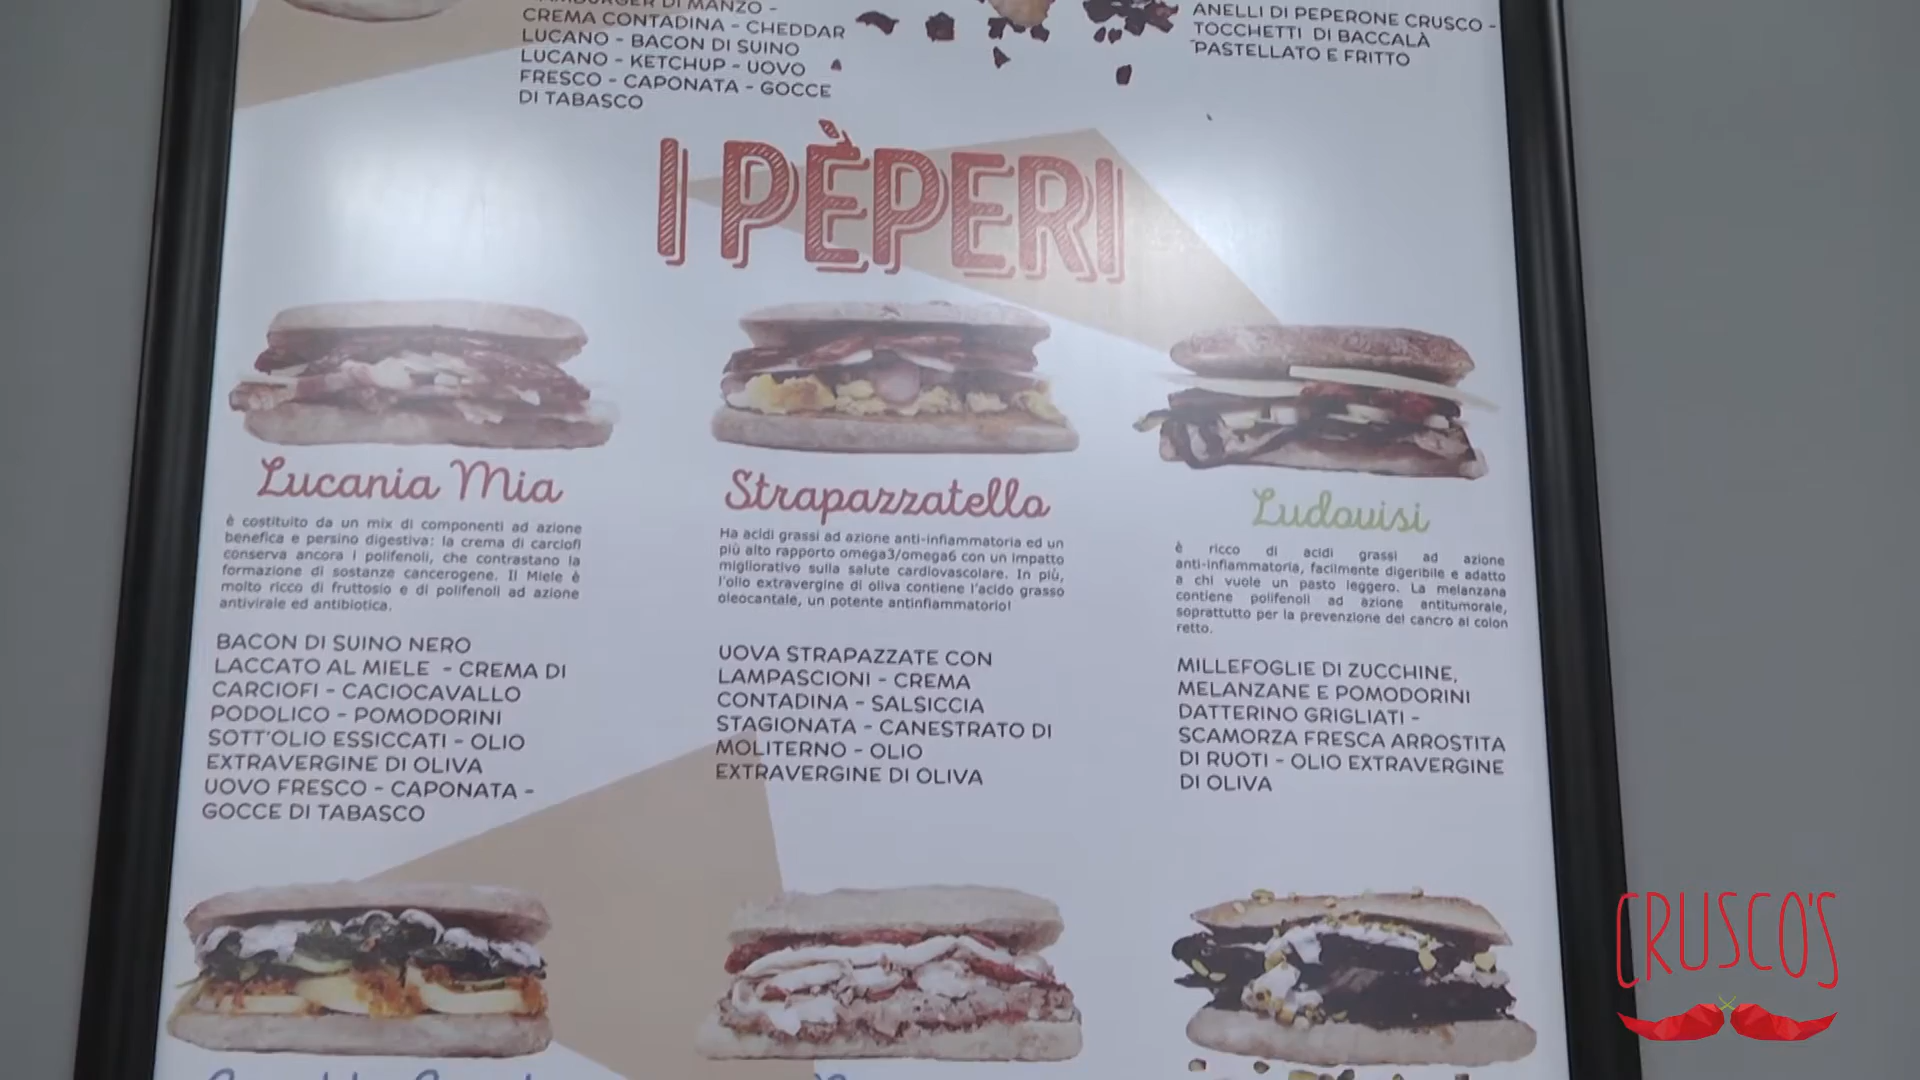 HAMBURGER DI MANZO -
CREMA CONTADINA - CHEDDAR
LUCANO - BACON DI SUINO
LUCANO - KETCHUP - UOVO
FRESCO - CAPONATA - GOCCE
DI TABASCO
ANELLI DI PEPERONE CRUSCO -
TOCCHETTI DI BACCALÀ
PASTELLATO E FRITTO
I PÈPERI
Lucania Mia
è costituito da un mix di componenti ad azione
benefica e persino digestiva: la crema di carciofi
conserva ancora i polifenoli, che contrastano la
formazione di sostanze cancerogene. Il Miele è
molto ricco di fruttosio e di polifenoli ad azione
antivirale ed antibiotica.
BACON DI SUINO NERO
LACCATO AL MIELE - CREMA DI
CARCIOFI - CACIOCAVALLO
PODOLICO - POMODORINI
SOTT'OLIO ESSICCATI - OLIO
EXTRAVERGINE DI OLIVA
UOVO FRESCO - CAPONATA -
GOCCE DI TABASCO
Strapazzatello
Ha acidi grassi ad azione anti-infiammatoria ed un
più alto rapporto omega3/omega6 con un impatto
migliorativo sulla salute cardiovascolare. In più,
l'olio extravergine di oliva contiene l'acido grasso
oleocantale, un potente antinfiammatorio!
UOVA STRAPAZZATE CON
LAMPASCIONI - CREMA
CONTADINA - SALSICCIA
STAGIONATA - CANESTRATO DI
MOLITERNO - OLIO
EXTRAVERGINE DI OLIVA
Ludovisi
è ricco di acidi grassi ad azione
anti-infiammatoria, facilmente digeribile e adatto
a chi vuole un pasto leggero. La melanzana
contiene polifenoli ad azione antitumorale,
soprattutto per la prevenzione del cancro al colon
retto.
MILLEFOGLIE DI ZUCCHINE,
MELANZANE E POMODORINI
DATTERINO GRIGLIATI -
SCAMORZA FRESCA ARROSTITA
DI RUOTI - OLIO EXTRAVERGINE
DI OLIVA
CRUSCO'S